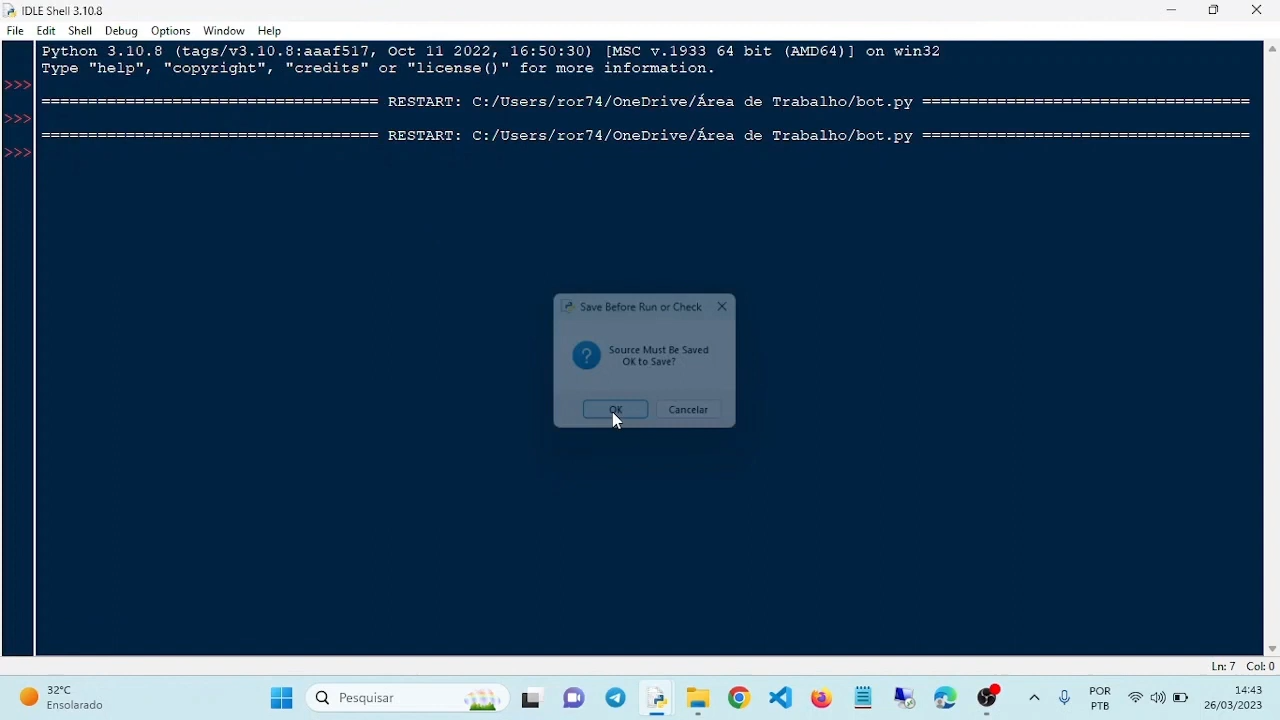 IDLE Shell 3.10.8
File Edit Shell Debug Options Window Help
Python 3.10.8 (tags/v3.10.8:aaaf517, Oct 11 2022, 16:50:30) [MSC v.1933 64 bit (AMD64)] on win32
Type "help", "copyright", "credits" or "license()" for more information.
>>>
==================================== RESTART: C:/Users/ror74/OneDrive/Área de Trabalho/bot.py ===================================
>>>
==================================== RESTART: C:/Users/ror74/OneDrive/Área de Trabalho/bot.py ===================================
>>>
Save Before Run or Check
Source Must Be Saved
OK to Save?
OK Cancelar
Ln: 7 Col: 0
32°C
Ensolarado
Pesquisar
POR
PTB
14:43
26/03/2023